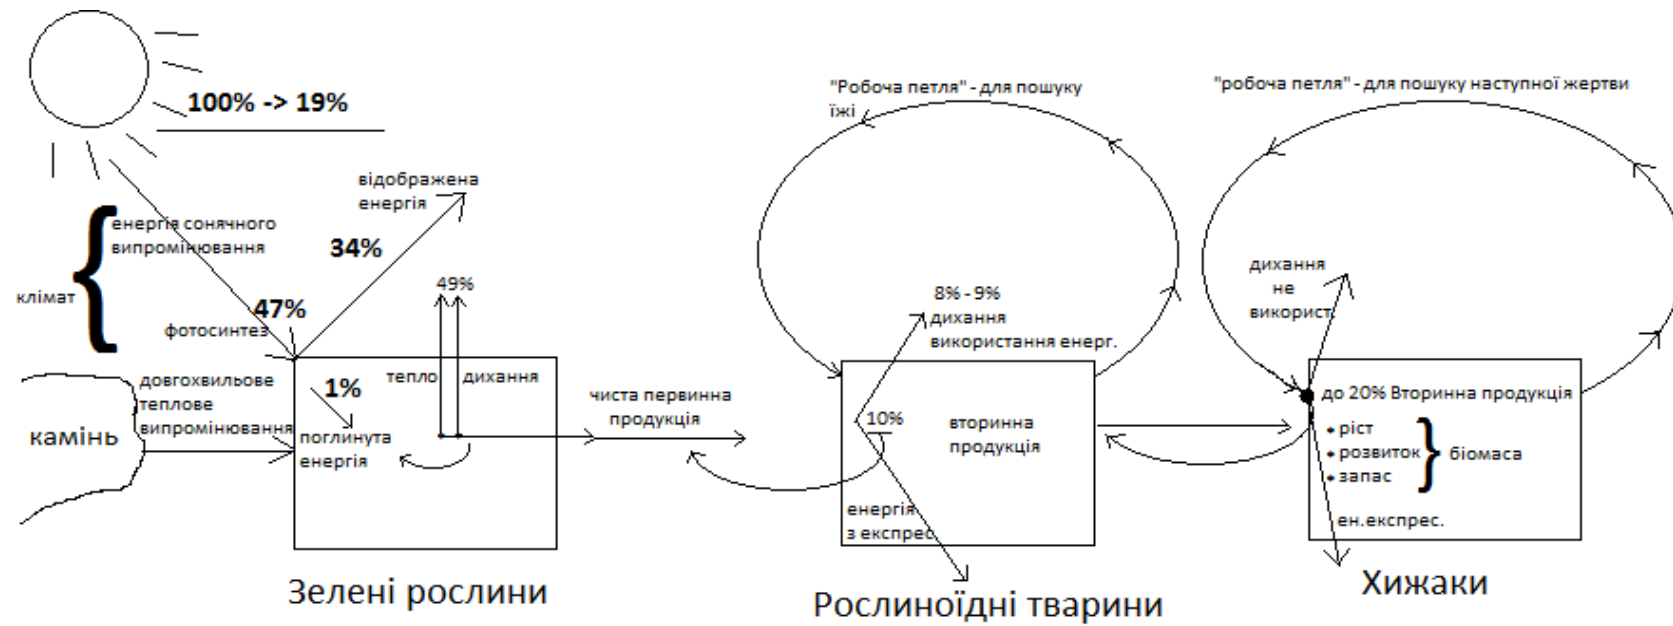 100% -> 19%
відображена
енергія
34%
енергія сонячного
випромінювання
клімат
47%
фотосинтез
49%
довгохвильове
теплове
випромінювання
камінь
1%
тепло
дихання
поглинута
енергія
Зелені рослини
чиста первинна
продукція
"Робоча петля" - для пошуку
їжі
8% - 9%
дихання
використання енерг.
10%
вторинна
продукція
енергія
з експрес
Рослиноїдні тварини
"робоча петля" - для пошуку наступної жертви
дихання
не
використ.
до 20% Вторинна продукція
• ріст
• розвиток
• запас
біомаса
ен.експрес.
Хижаки